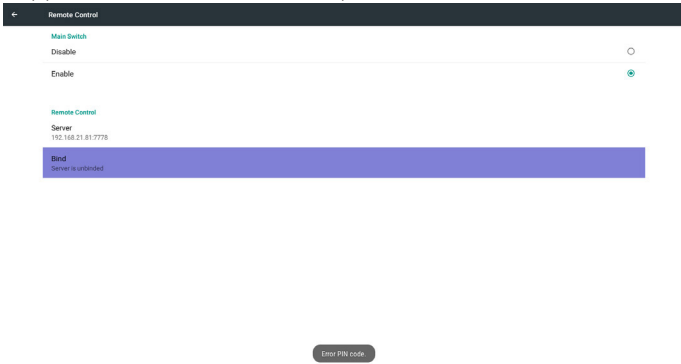 Remote Control
Main Switch
Disable
Enable
Remote Control
Server
192.168.21.81:7778
Bind
Server is unbinded
Error PIN code.